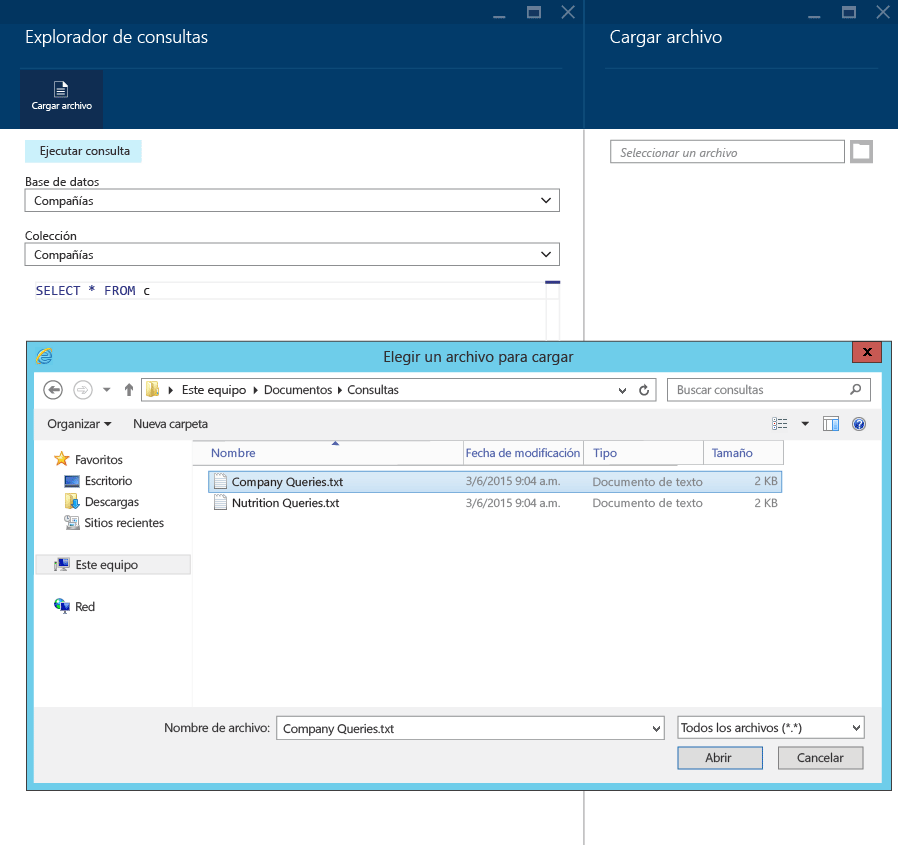 Explorador de consultas
Cargar archivo
Cargar archivo
Ejecutar consulta
Seleccionar un archivo
Base de datos
Compañías
Colección
Compañías
SELECT * FROM c
Elegir un archivo para cargar
Este equipo Documentos Consultas
Buscar consultas
Organizar Nueva carpeta
Nombre Fecha de modificación Tipo Tamaño
Company Queries.txt 3/6/2015 9:04 a.m. Documento de texto 2 KB
Nutrition Queries.txt 3/6/2015 9:04 a.m. Documento de texto 2 KB
Favoritos
Escritorio
Descargas
Sitios recientes
Este equipo
Red
Nombre de archivo: Company Queries.txt Todos los archivos (*.*)
Abrir Cancelar